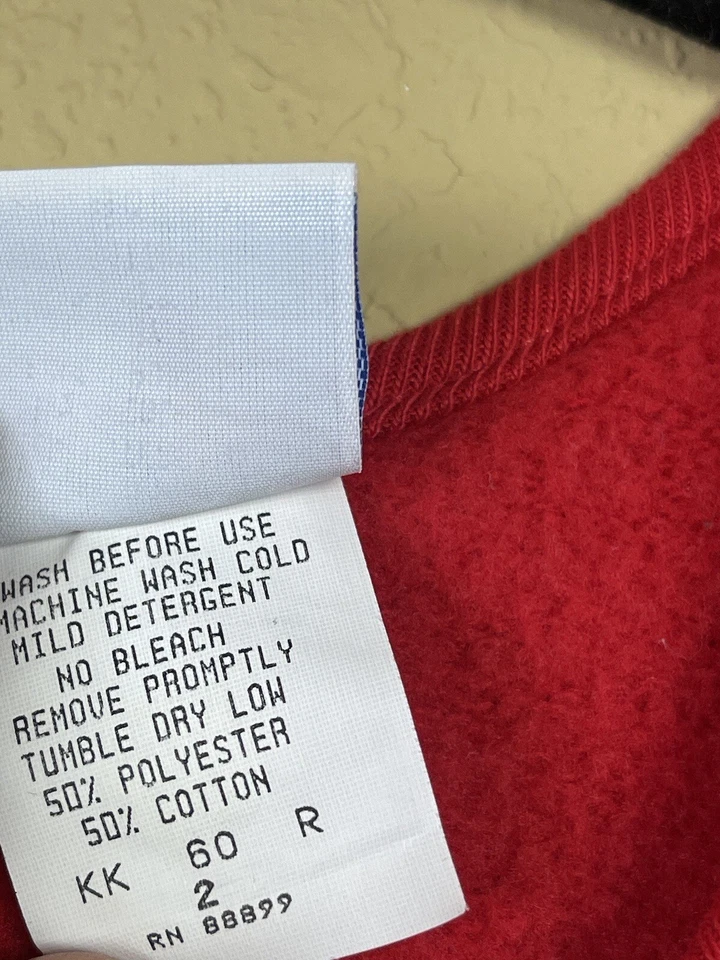 WASH BEFORE USE
MACHINE WASH COLD
MILD DETERGENT
NO BLEACH
REMOVE PROMPTLY
TUMBLE DRY LOW
50% POLYESTER
50% COTTON
KK 60 R
2
RN 88899